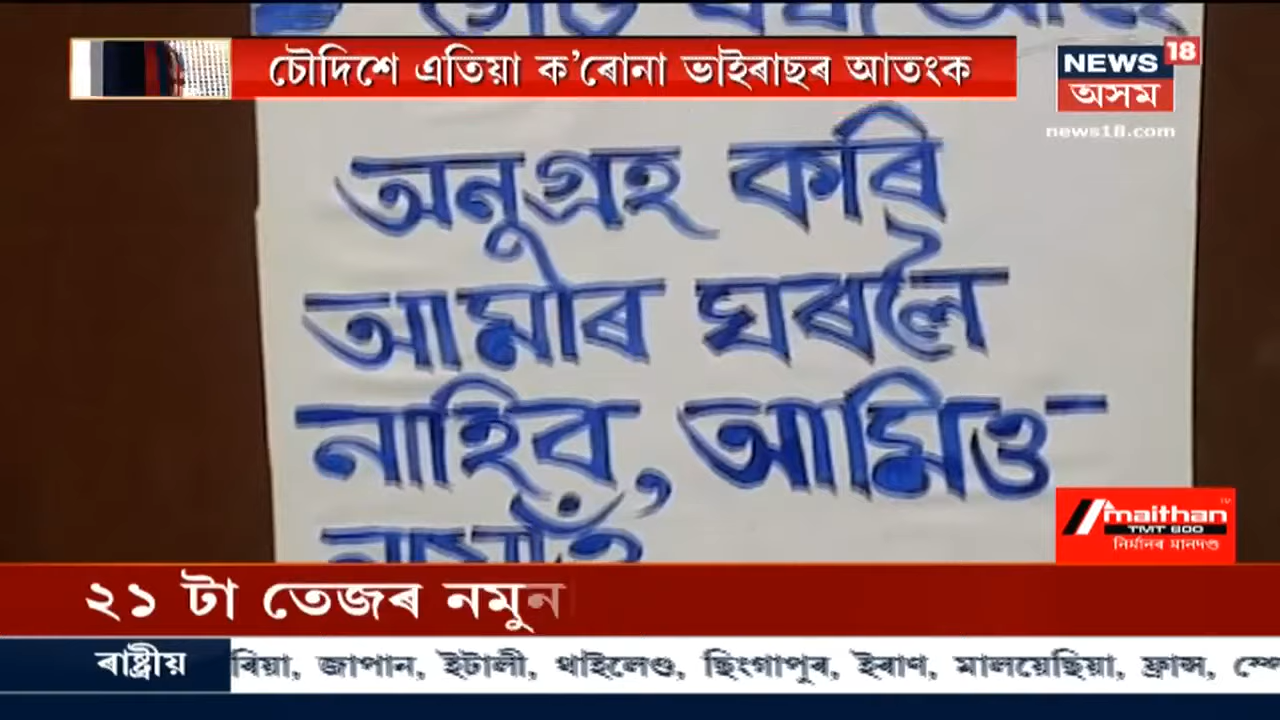 চৌদিশে এতিয়া ক'ৰোনা ভাইৰাছৰ আতংক
NEWS 18
অসম
news18.com
অনুগ্ৰহ কৰি
আমাৰ ঘৰলৈ
নাহিব, আমিও
maithan
TMT 600
নিৰ্মানৰ মানদণ্ড
২১ টা তেজৰ নমুন
ৰাষ্ট্ৰীয়
ৰিয়া, জাপান, ইটালী, থাইলেণ্ড, ছিংগাপুৰ, ইৰাণ, মালয়েছিয়া, ফ্ৰান্স, স্পে